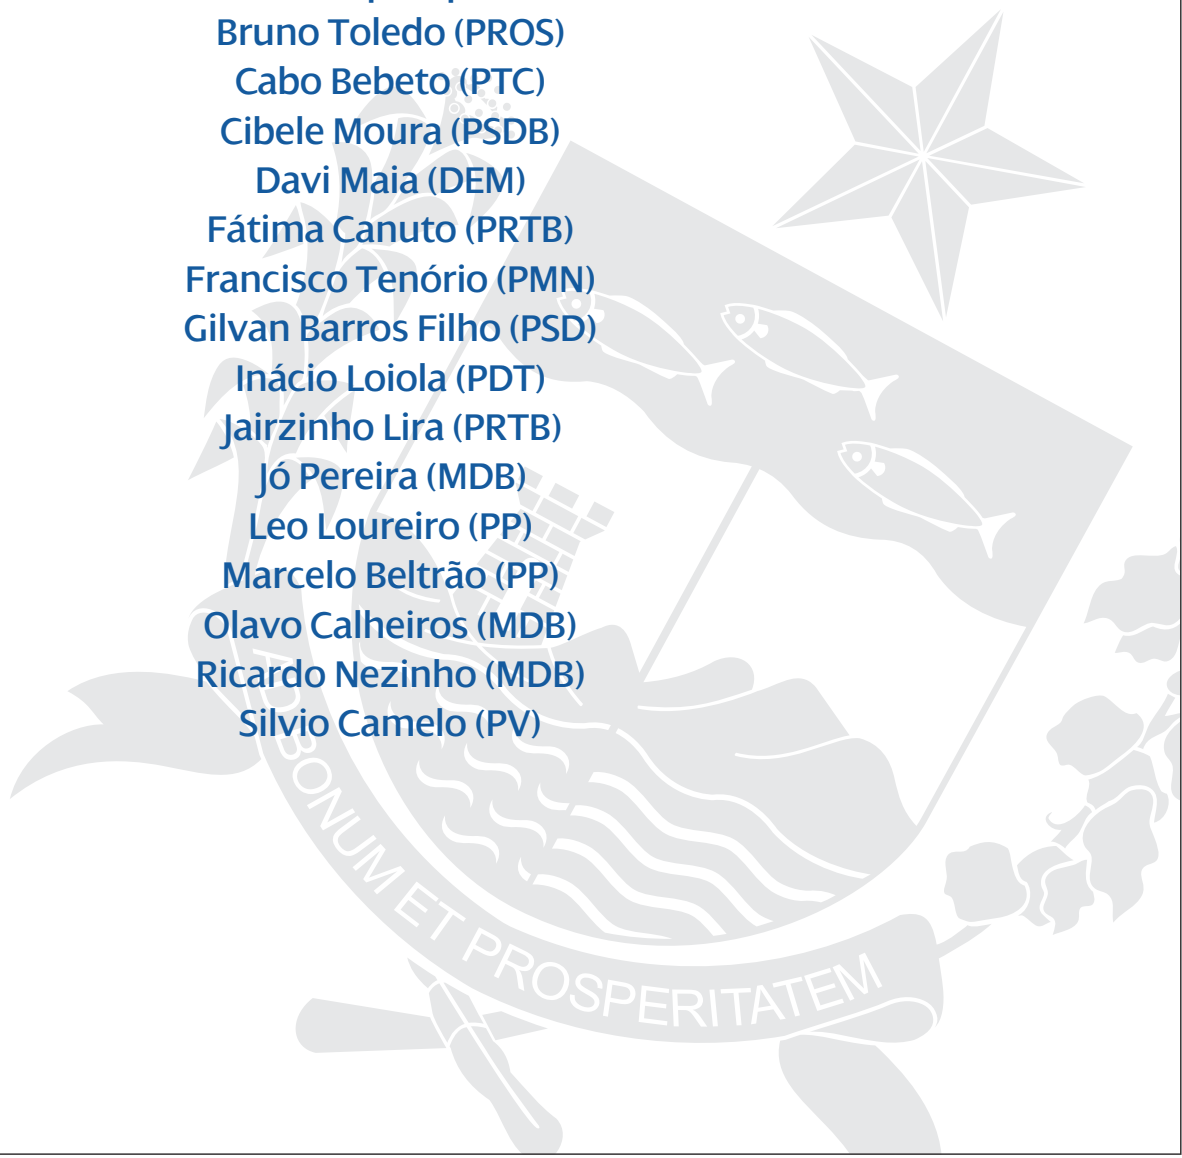 Bruno Toledo (PROS)
Cabo Bebeto (PTC)
Cibele Moura (PSDB)
Davi Maia (DEM)
Fátima Canuto (PRTB)
Francisco Tenório (PMN)
Gilvan Barros Filho (PSD)
Inácio Loiola (PDT)
Jairzinho Lira (PRTB)
Jó Pereira (MDB)
Leo Loureiro (PP)
Marcelo Beltrão (PP)
Olavo Calheiros (MDB)
Ricardo Nezinho (MDB)
Silvio Camelo (PV)
AD BONUM ET PROSPERITATEM